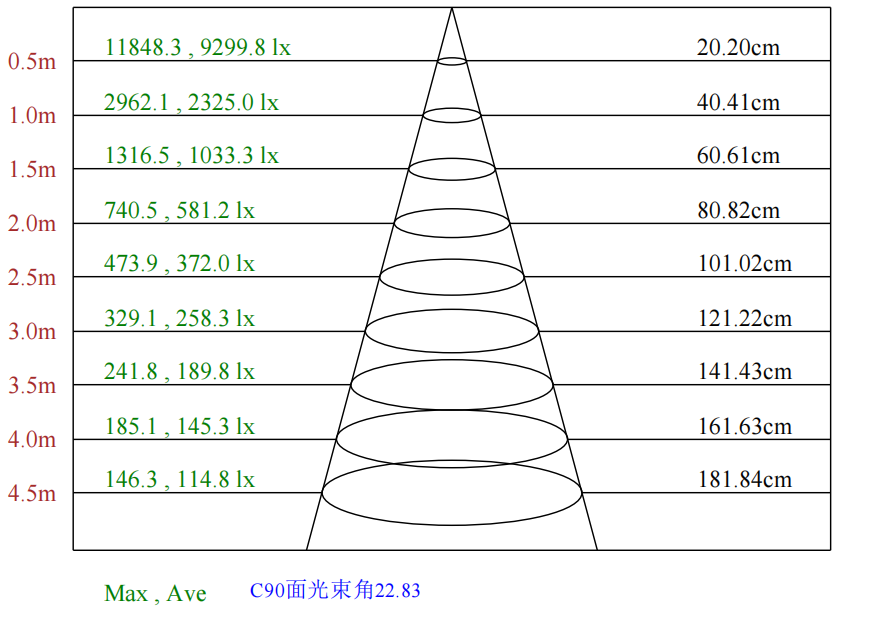 11848.3 , 9299.8 lx 20.20cm
0.5m
2962.1 , 2325.0 lx 40.41cm
1.0m
1316.5 , 1033.3 lx 60.61cm
1.5m
740.5 , 581.2 lx 80.82cm
2.0m
473.9 , 372.0 lx 101.02cm
2.5m
329.1 , 258.3 lx 121.22cm
3.0m
241.8 , 189.8 lx 141.43cm
3.5m
185.1 , 145.3 lx 161.63cm
4.0m
146.3 , 114.8 lx 181.84cm
4.5m
Max , Ave C90面光束角22.83